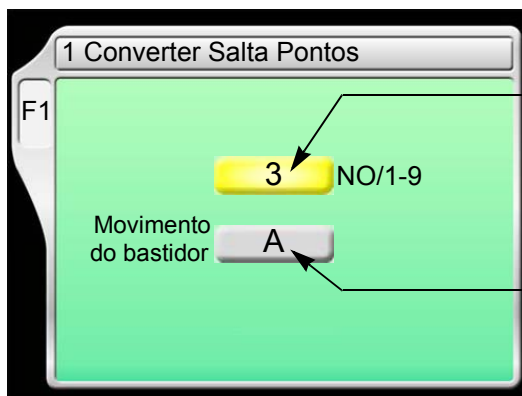 1 Converter Salta Pontos
F1
3 NO/1-9
Movimento
do bastidor
A